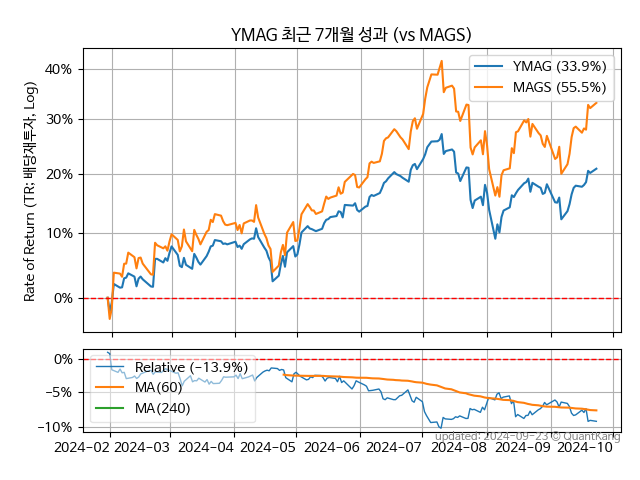 YMAG 최근 7개월 성과 (vs MAGS)
Rate of Return (TR: 배당재투자, Log)
40%
30%
20%
10%
0%
YMAG (33.9%)
MAGS (55.5%)
0%
−5%
−10%
Relative (−13.9%)
MA(60)
MA(240)
2024-02 2024-03 2024-04 2024-05 2024-06 2024-07 2024-08 2024-09 2024-10
updated: 2024-09-23 © QuantKang